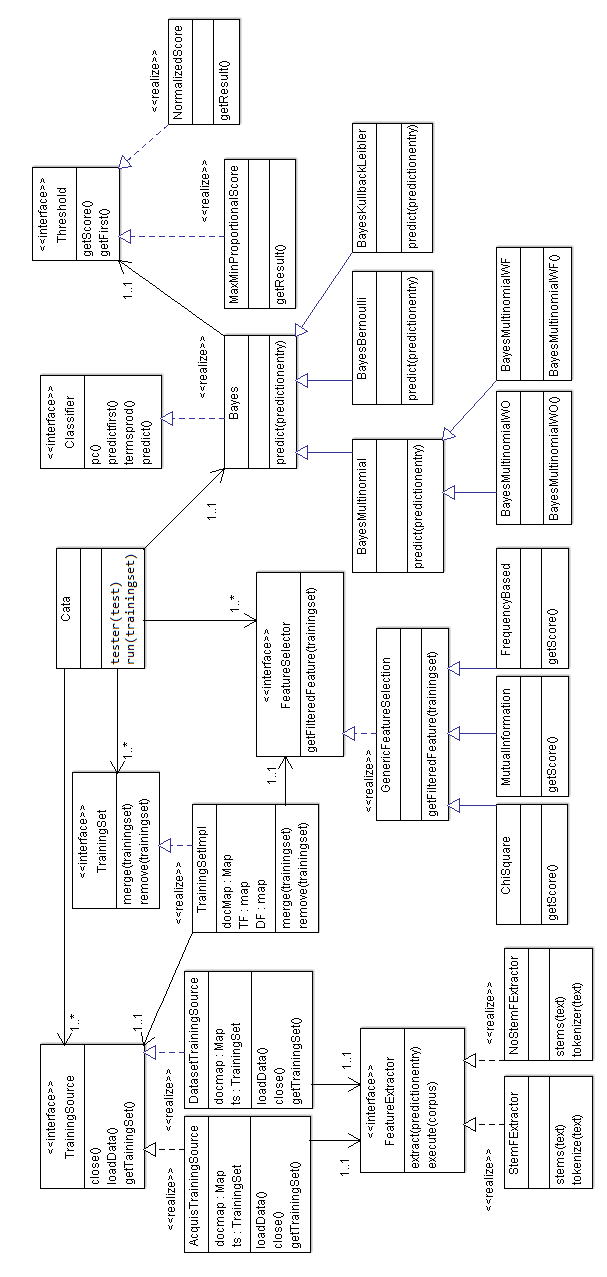 <<interface>>
TrainingSource
close()
loadData()
getTainingSet()
1..*
1..1
<<realize>>
<<realize>>
AcquisTrainingSource
docmap : Map
ts : TrainingSet
loadData()
close()
getTrainingSet()
DatasetTrainingSource
docmap : Map
ts : TrainingSet
loadData()
close()
getTrainingSet()
1..1
1..1
<<interface>>
FeatureExtractor
extract(predictionentry)
execute(corpus)
<<realize>>
<<realize>>
StemFExtractor
stems(text)
tokenize(text)
NoStemFExtractor
stems(text)
tokenizer(text)
<<interface>>
TrainingSet
merge(trainingset)
remove(trainingset)
1..*
<<realize>>
TrainingSetImpl
docMap : Map
TF : map
DF : map
merge(trainingset)
remove(trainingset)
1..1
Cata
tester(test)
run(trainingset)
1..*
<<interface>>
FeatureSelector
getFilteredFeature(trainingset)
<<realize>>
GenericFeatureSelection
getFilteredFeature(trainingset)
ChiSquare
getScore()
MutualInformation
getScore()
FrequencyBased
getScore()
<<interface>>
Classifier
pc()
predictfirst()
termsprod()
predict()
<<realize>>
1..1
Bayes
predict(predictionentry)
1..1
BayesMultinomial
predict(predictionentry)
BayesBernoulli
predict(predictionentry)
BayesKullbackLeibler
predict(predictionentry)
BayesMultinomialWO
BayesMultinomialWO()
BayesMultinomialWF
BayesMultinomialWF()
<<interface>>
Threshold
getScore()
getFirst()
<<realize>>
MaxMinProportionalScore
getResult()
<<realize>>
NormalizedScore
getResult()